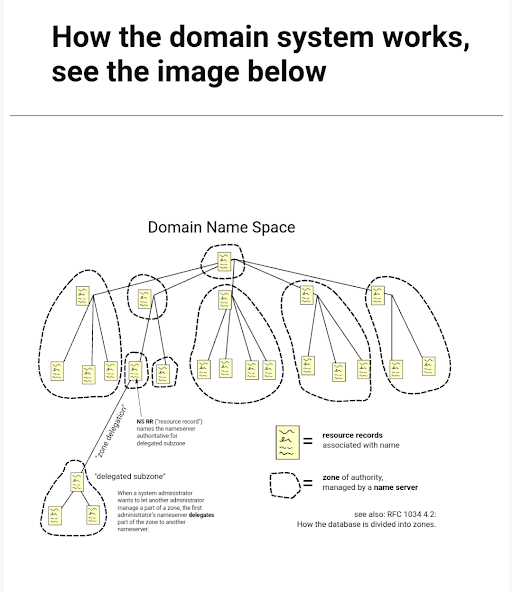 How the domain system works,
see the image below
Domain Name Space
NS RR ("resource record")
names the nameserver
authoritative for
delegated subzone
"zone delegation"
resource records
associated with name
zone of authority,
managed by a name server
"delegated subzone"
When a system administrator
wants to let another administrator
manage a part of a zone, the first
administrator's nameserver delegates
part of the zone to another
nameserver.
see also: RFC 1034 4.2:
How the database is divided into zones.